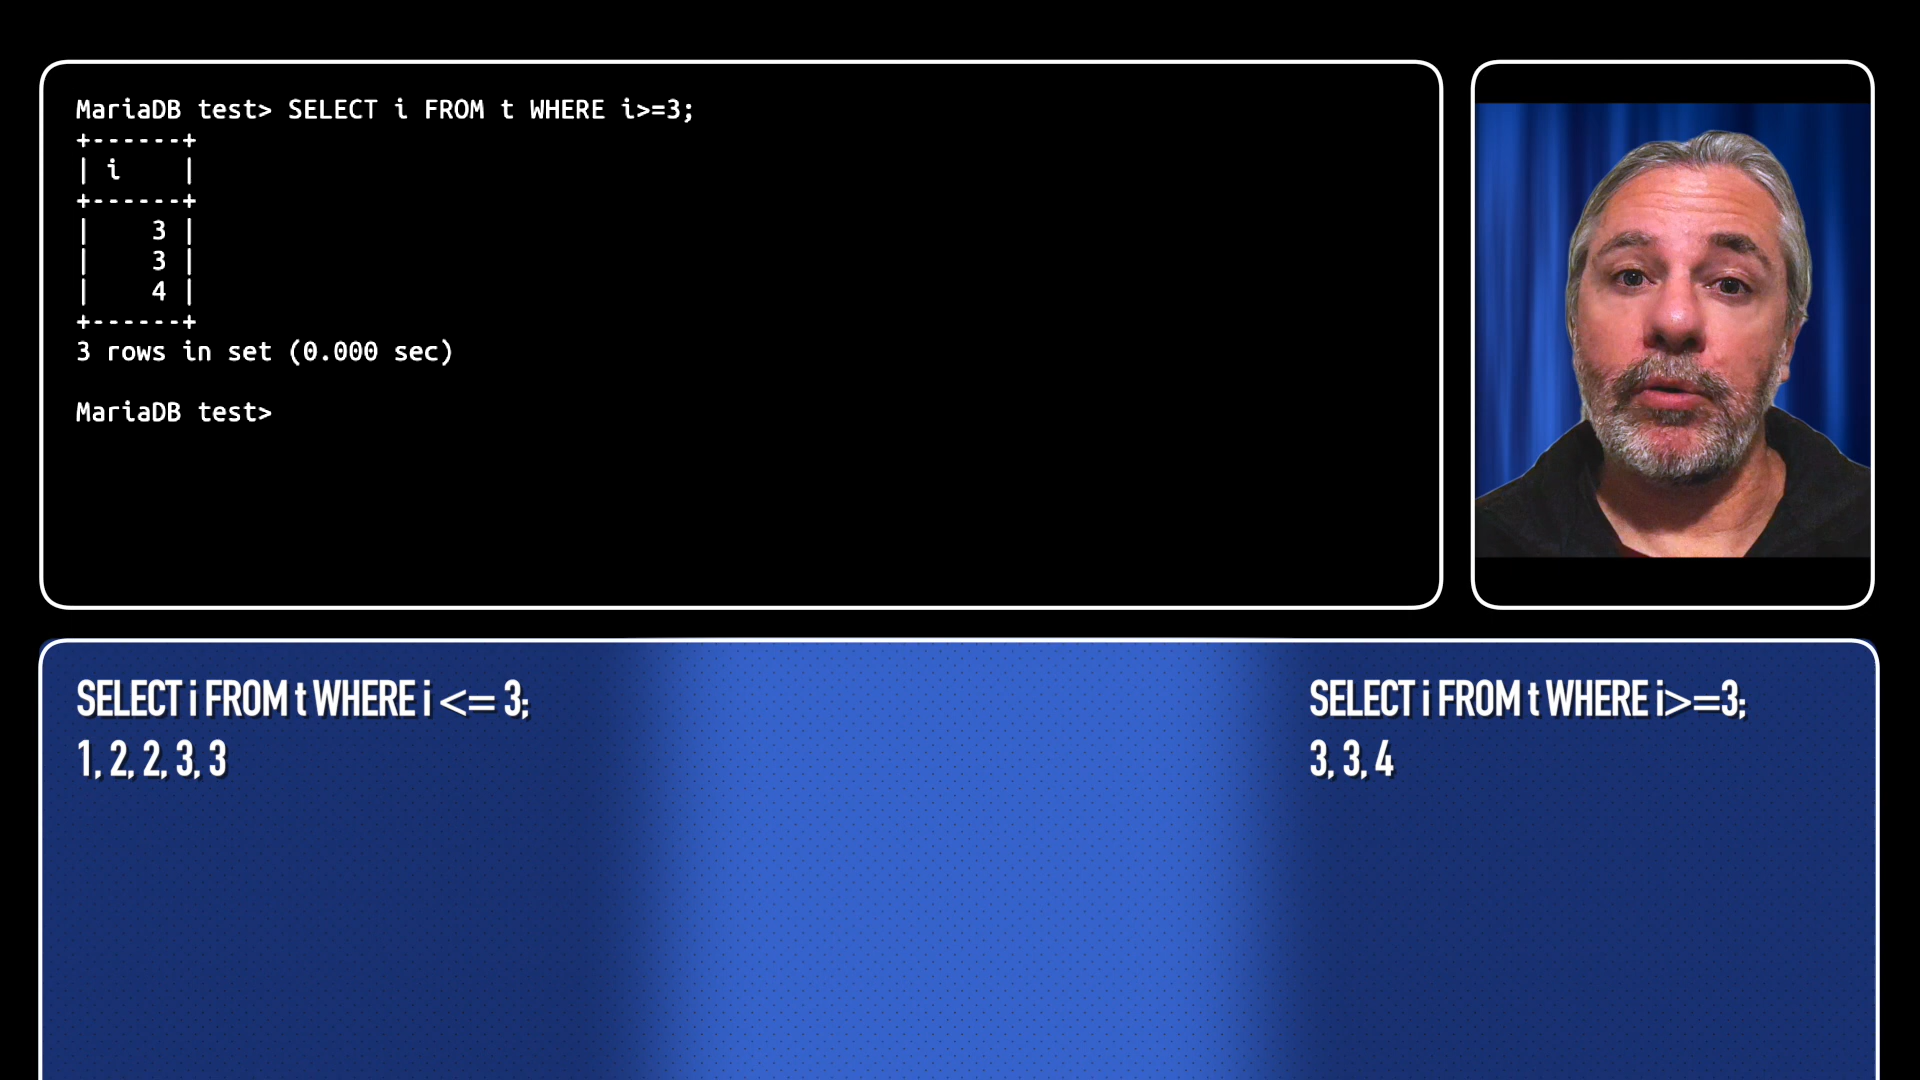 MariaDB test> SELECT i FROM t WHERE i>=3;
+------+
| i    |
+------+
|    3 |
|    3 |
|    4 |
+------+
3 rows in set (0.000 sec)
MariaDB test>
SELECT i FROM t WHERE i <= 3;
1, 2, 2, 3, 3
SELECT i FROM t WHERE i>=3;
3, 3, 4